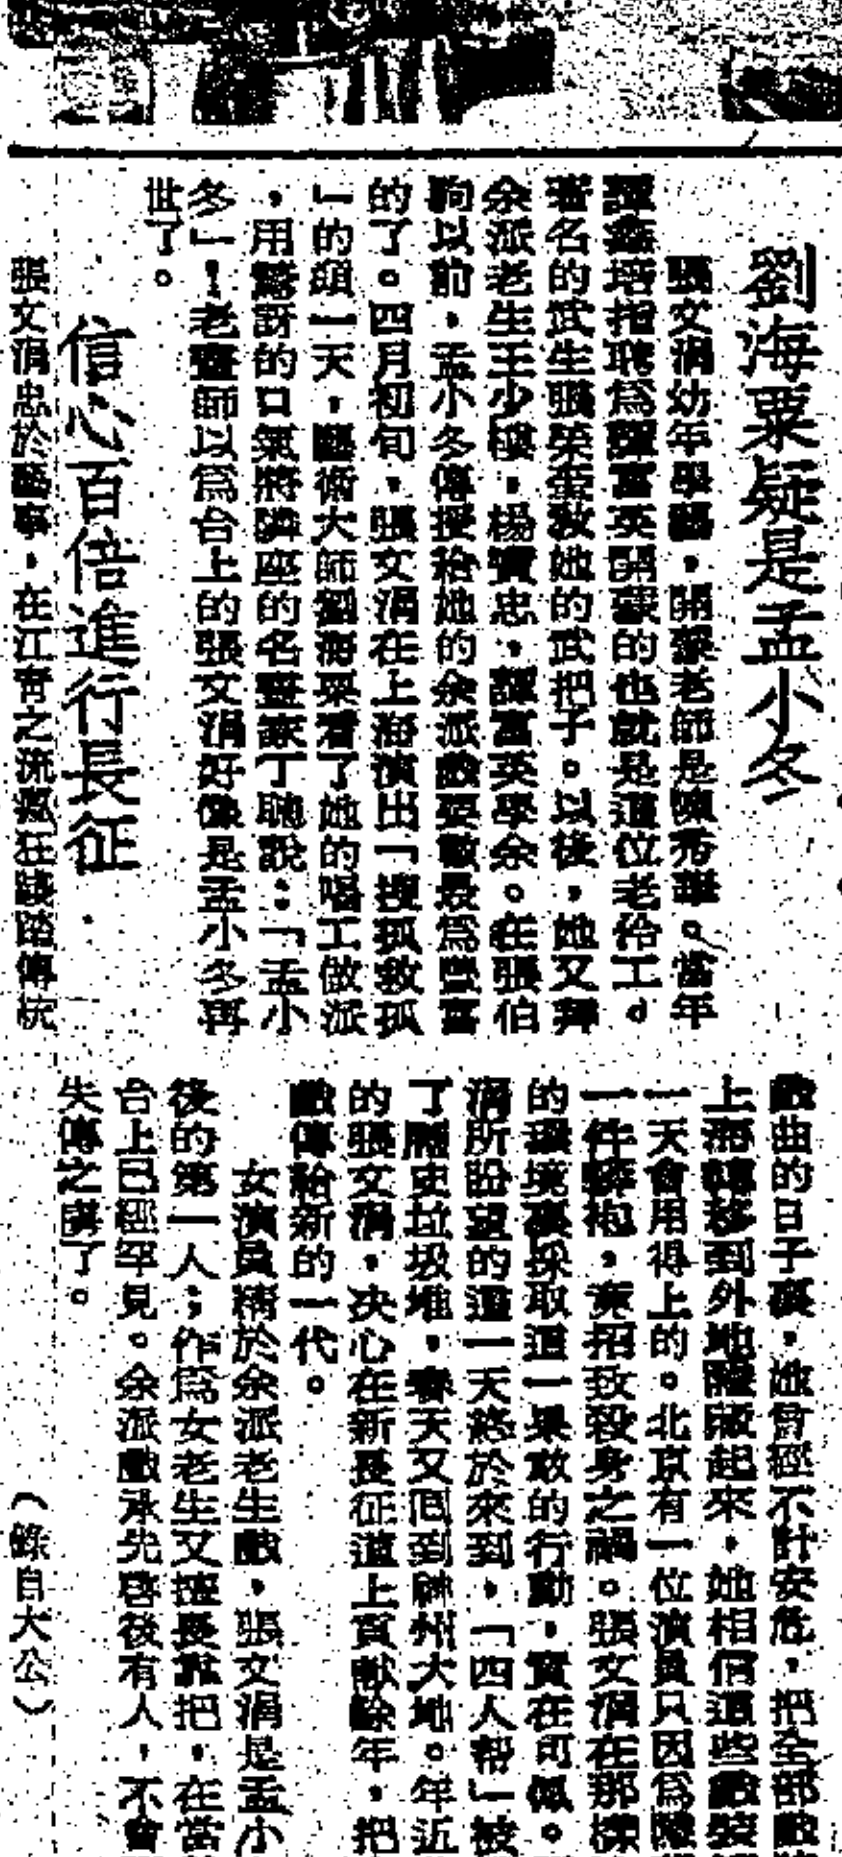 劉海粟疑是孟小冬
張文涓幼年學藝，開蒙老師是陳秀華。當年
譚鑫培指聘爲譚富英開蒙的也就是這位老伶工。
著名的武生張榮奎教她的武把子。以後，她又拜
余派老生王少樓，楊寶忠，譚富英學余。在張伯
駒以前，孟小冬傳授給她的余派戲要數最爲豐富
的了。四月初旬，張文涓在上海演出「搜孤救孤
」的頭一天，藝術大師劉海粟看了她的唱工做派
，用驚訝的口氣將隣座的名畫家丁聰說：「孟小
冬」！老畫師以爲台上的張文涓好像是孟小冬再
世了。
信心百倍進行長征
張文涓忠於藝事，在江青之流瘋狂踐踏傳統
戲曲的日子裏，她曾經不計安危，把全部戲
上海轉移到外地隱藏起來，她相信這些戲裝
一天會用得上的。北京有一位演員只因爲隱
一件蟒袍，竟招致殺身之禍。張文涓在那樣
的環境裏採取這一果敢的行動，實在可佩。
涓所盼望的這一天終於來到，「四人幫」被
了歷史垃圾堆，春天又回到神州大地。年近
的張文涓，決心在新長征道上貢獻餘年，把
戲傳給新的一代。
女演員精於余派老生戲，張文涓是孟小
後的第一人；作爲女老生又擅長靠把，在當
台上已經罕見。余派戲承先啓後有人，不會
失傳之虞了。
（錄自大公）